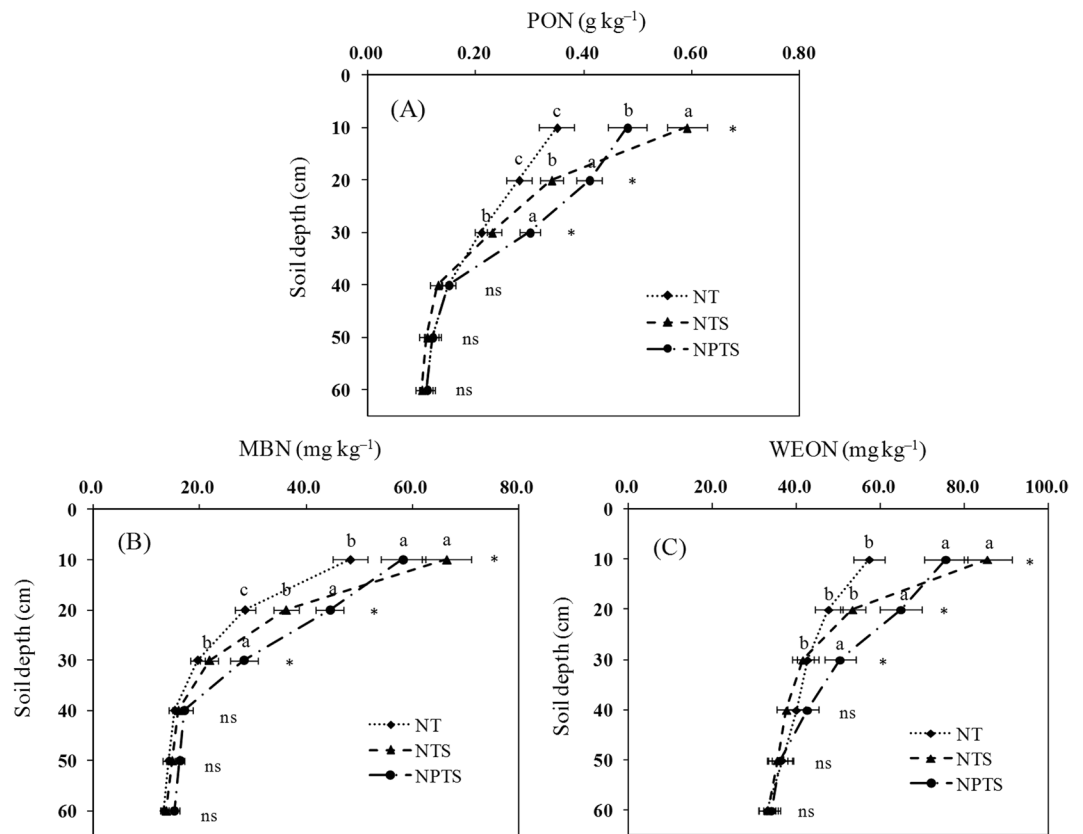 PON (g kg⁻¹)
0.00 0.20 0.40 0.60 0.80
0
(A)
c b a
10 *
c b a
20 *
b a
30 *
Soil depth (cm)
40 ns
NT
50 ns
NTS
NPTS
60 ns
MBN (mg kg⁻¹)
0.0 20.0 40.0 60.0 80.0
0
(B)
b a a
10 *
c b a
20 *
b a
30 *
Soil depth (cm)
40 ns
NT
50 ns
NTS
NPTS
60 ns
WEON (mg kg⁻¹)
0.0 20.0 40.0 60.0 80.0 100.0
0
(C)
b a a
10 *
b b a
20 *
b a
30 *
Soil depth (cm)
40 ns
NT
50 ns
NTS
NPTS
60 ns